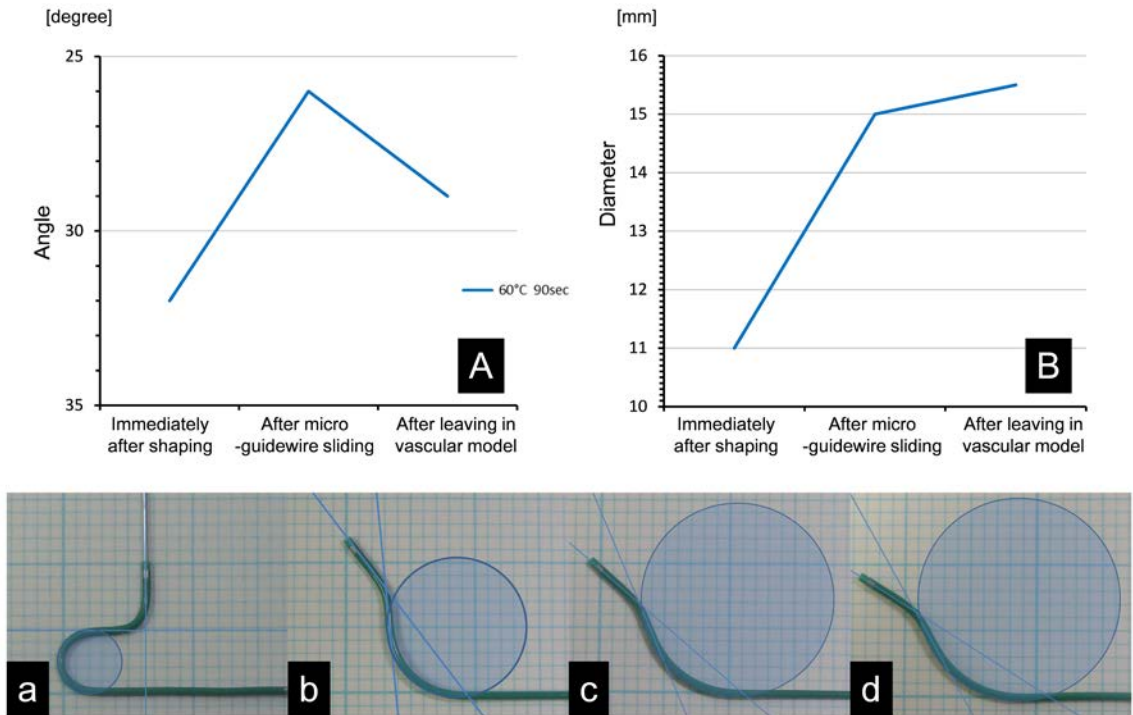 [degree]
25
30
35
Angle
60°C 90sec
A
Immediately
after shaping
After micro
-guidewire sliding
After leaving in
vascular model
[mm]
16
15
14
13
12
11
10
Diameter
B
Immediately
after shaping
After micro
-guidewire sliding
After leaving in
vascular model
a
b
c
d